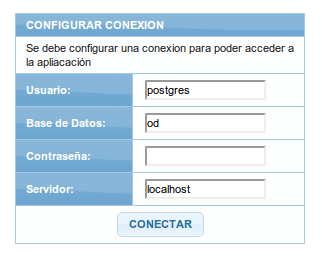 CONFIGURAR CONEXION
Se debe configurar una conexion para poder acceder a
la apliacación
Usuario: postgres
Base de Datos: od
Contraseña:
Servidor: localhost
CONECTAR